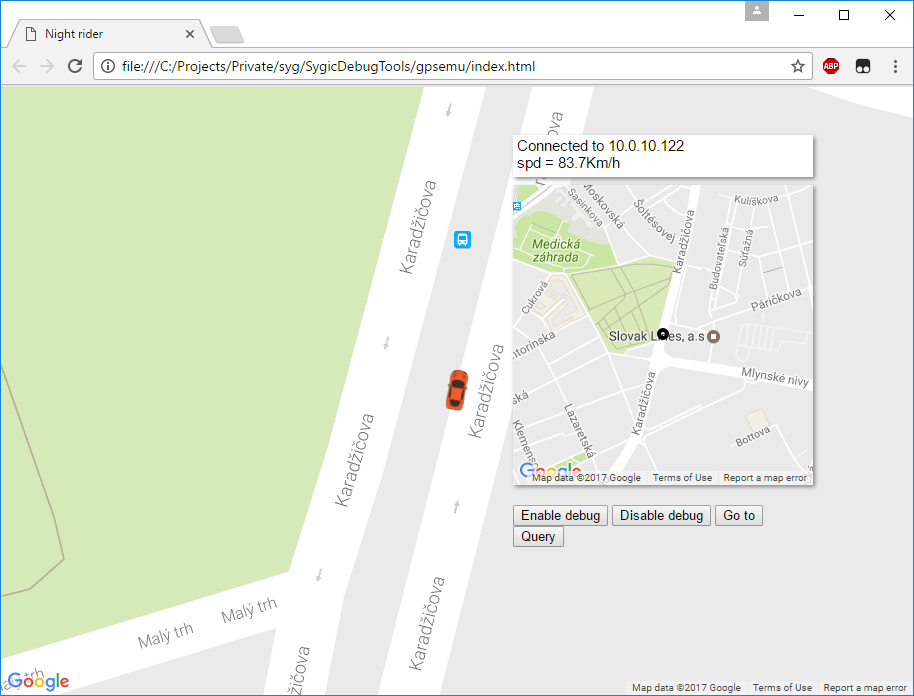 Night rider
file:///C:/Projects/Private/syg/SygicDebugTools/gpsemu/index.html
ABP
Karadžičova
Connected to 10.0.10.122
spd = 83.7Km/h
Moskovská
Sasinkova
Šoltésovej
Kulíškova
Karadžičova
Budovateľská
Súťažná
Medická
záhrada
Cukrová
Páričkova
Slovak Lines, a.s
Mlynské nivy
Karadžičova
Lazaretská
Bottova
Google
Map data ©2017 Google
Terms of Use
Report a map error
Karadžičova
Karadžičova
Enable debug
Disable debug
Go to
Query
Karadžičova
Malý trh
Malý trh
Google
Map data ©2017 Google
Terms of Use
Report a map error